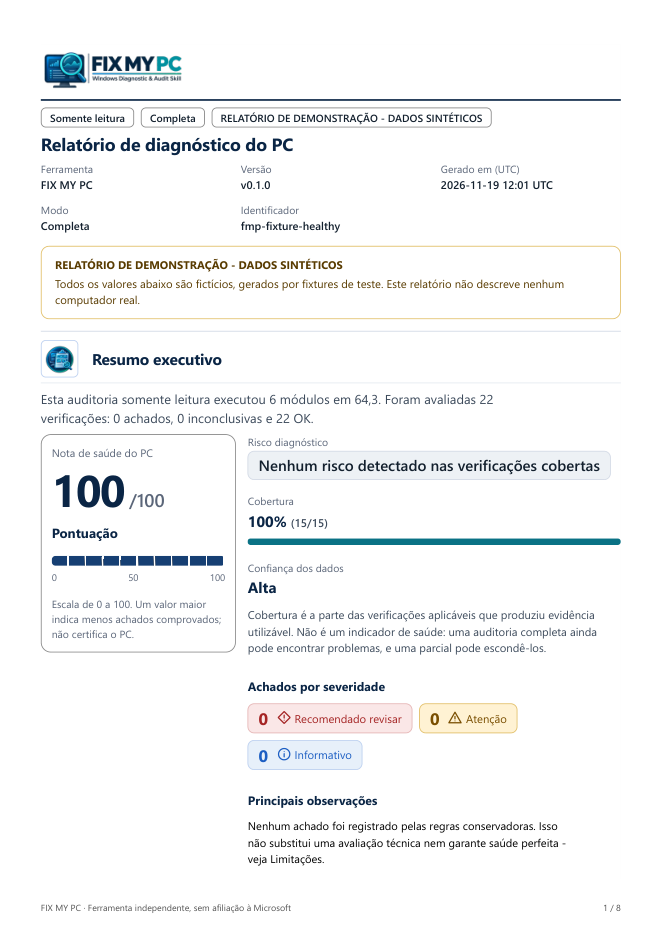 FIX MY PC
Windows Diagnostic & Audit Skill
Somente leitura
Completa
RELATÓRIO DE DEMONSTRAÇÃO - DADOS SINTÉTICOS
Relatório de diagnóstico do PC
Ferramenta
FIX MY PC
Versão
v0.1.0
Gerado em (UTC)
2026-11-19 12:01 UTC
Modo
Completa
Identificador
fmp-fixture-healthy
RELATÓRIO DE DEMONSTRAÇÃO - DADOS SINTÉTICOS
Todos os valores abaixo são fictícios, gerados por fixtures de teste. Este relatório não descreve nenhum
computador real.
Resumo executivo
Esta auditoria somente leitura executou 6 módulos em 64,3. Foram avaliadas 22
verificações: 0 achados, 0 inconclusivas e 22 OK.
Nota de saúde do PC
100 /100
Pontuação
0 50 100
Escala de 0 a 100. Um valor maior
indica menos achados comprovados;
não certifica o PC.
Risco diagnóstico
Nenhum risco detectado nas verificações cobertas
Cobertura
100% (15/15)
Confiança dos dados
Alta
Cobertura é a parte das verificações aplicáveis que produziu evidência
utilizável. Não é um indicador de saúde: uma auditoria completa ainda
pode encontrar problemas, e uma parcial pode escondê-los.
Achados por severidade
0 Recomendado revisar
0 Atenção
0 Informativo
Principais observações
Nenhum achado foi registrado pelas regras conservadoras. Isso
não substitui uma avaliação técnica nem garante saúde perfeita -
veja Limitações.
FIX MY PC · Ferramenta independente, sem afiliação à Microsoft
1 / 8